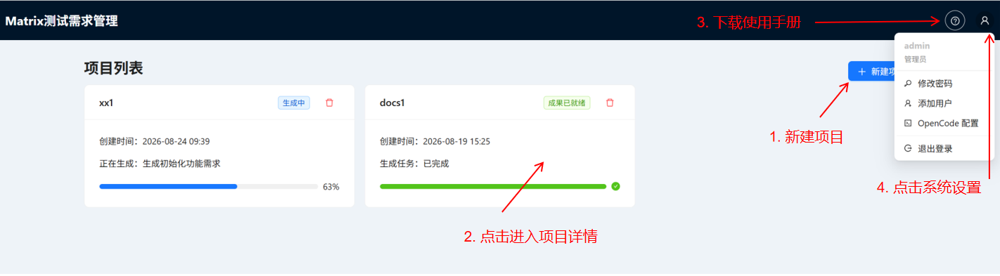 Matrix测试需求管理
3. 下载使用手册
admin
管理员
项目列表
新建项
修改密码
添加用户
OpenCode 配置
退出登录
xx1
生成中
docs1
成果已就绪
创建时间：2026-08-24 09:39
正在生成：生成初始化功能需求
63%
创建时间：2026-08-19 15:25
生成任务：已完成
1. 新建项目
4. 点击系统设置
2. 点击进入项目详情